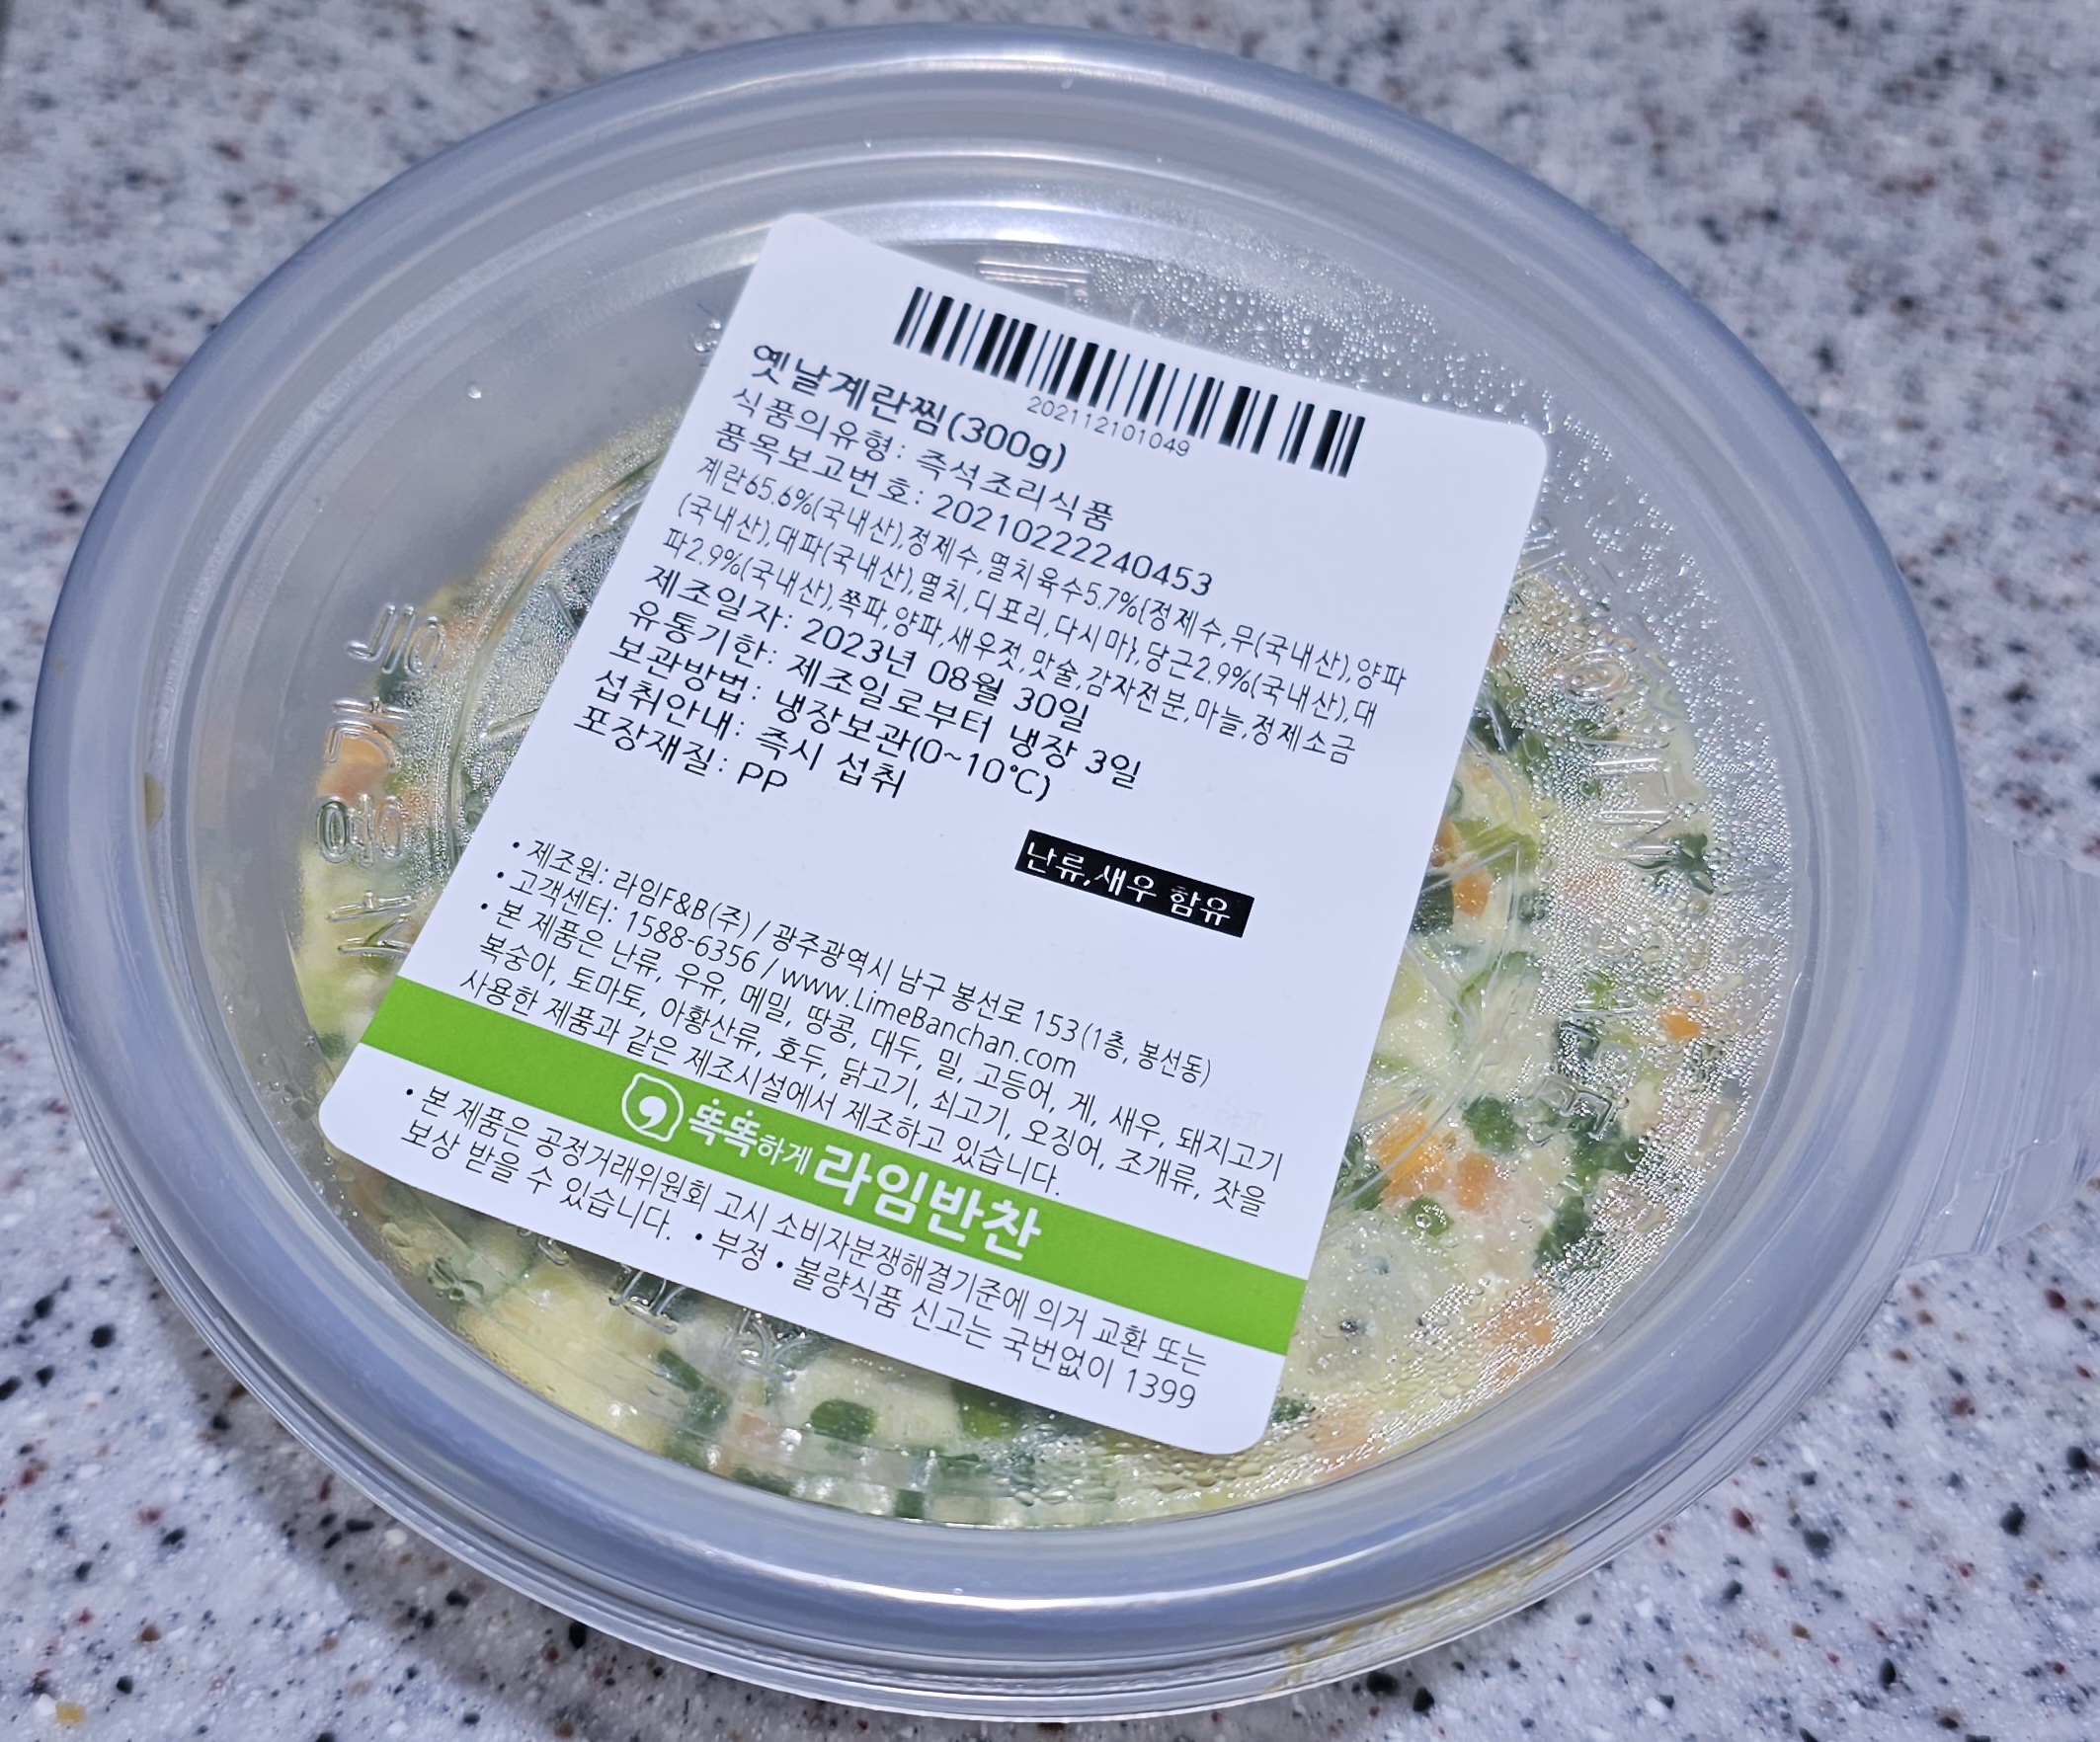 202112101049
옛날계란찜(300g)
식품의유형: 즉석조리식품
품목보고번호: 20210222240453
계란65.6%(국내산),정제수,멸치육수5.7%{정제수,무(국내산),양파
(국내산),대파(국내산),멸치,디포리,다시마},당근2.9%(국내산),대
파2.9%(국내산),쪽파,양파,새우젓,맛술,감자전분,마늘,정제소금
제조일자: 2023년 08월 30일
유통기한: 제조일로부터 냉장 3일
보관방법: 냉장보관(0~10℃)
섭취안내: 즉시 섭취
포장재질: PP
난류,새우 함유
• 제조원: 라임F&B(주) / 광주광역시 남구 봉선로 153(1층, 봉선동)
• 고객센터: 1588-6356 / www.LimeBanchan.com
• 본 제품은 난류, 우유, 메밀, 땅콩, 대두, 밀, 고등어, 게, 새우, 돼지고기
복숭아, 토마토, 아황산류, 호두, 닭고기, 쇠고기, 오징어, 조개류, 잣을
사용한 제품과 같은 제조시설에서 제조하고 있습니다.
똑똑하게 라임반찬
• 본 제품은 공정거래위원회 고시 소비자분쟁해결기준에 의거 교환 또는
보상 받을 수 있습니다. • 부정 • 불량식품 신고는 국번없이 1399